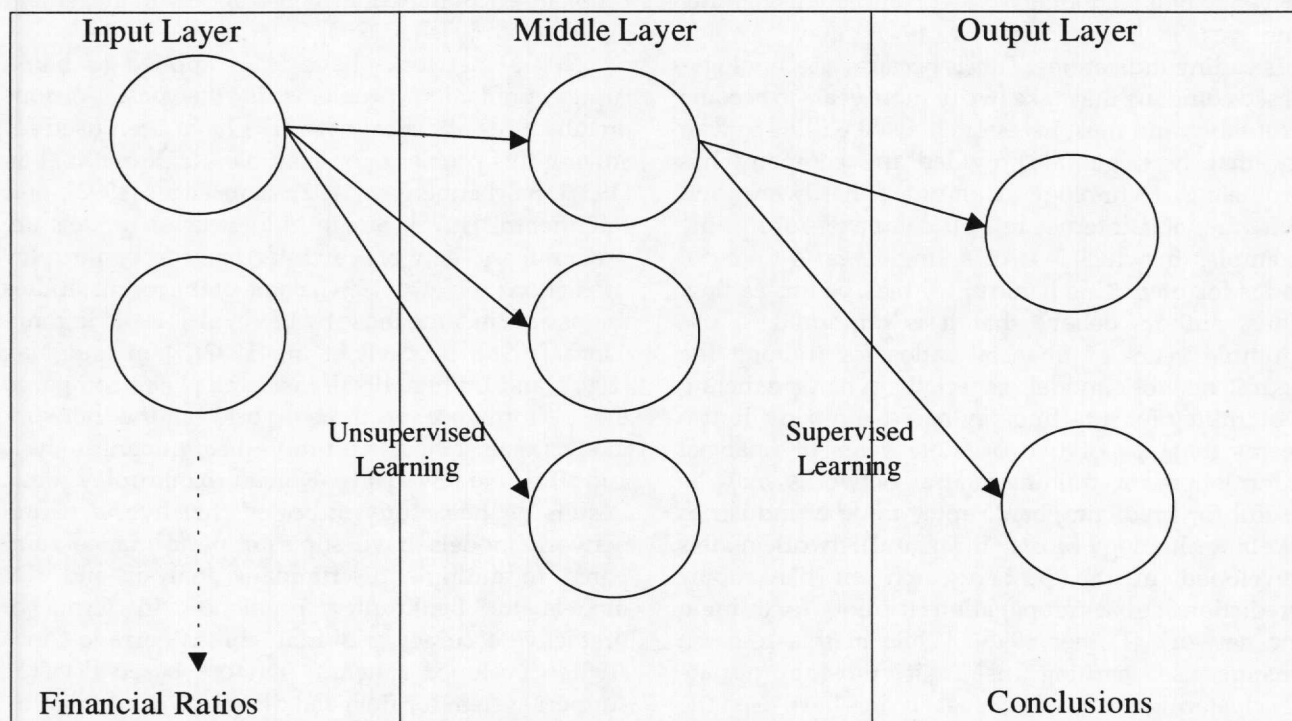 Input Layer
Middle Layer
Output Layer
Unsupervised
Learning
Supervised
Learning
Financial Ratios
Conclusions